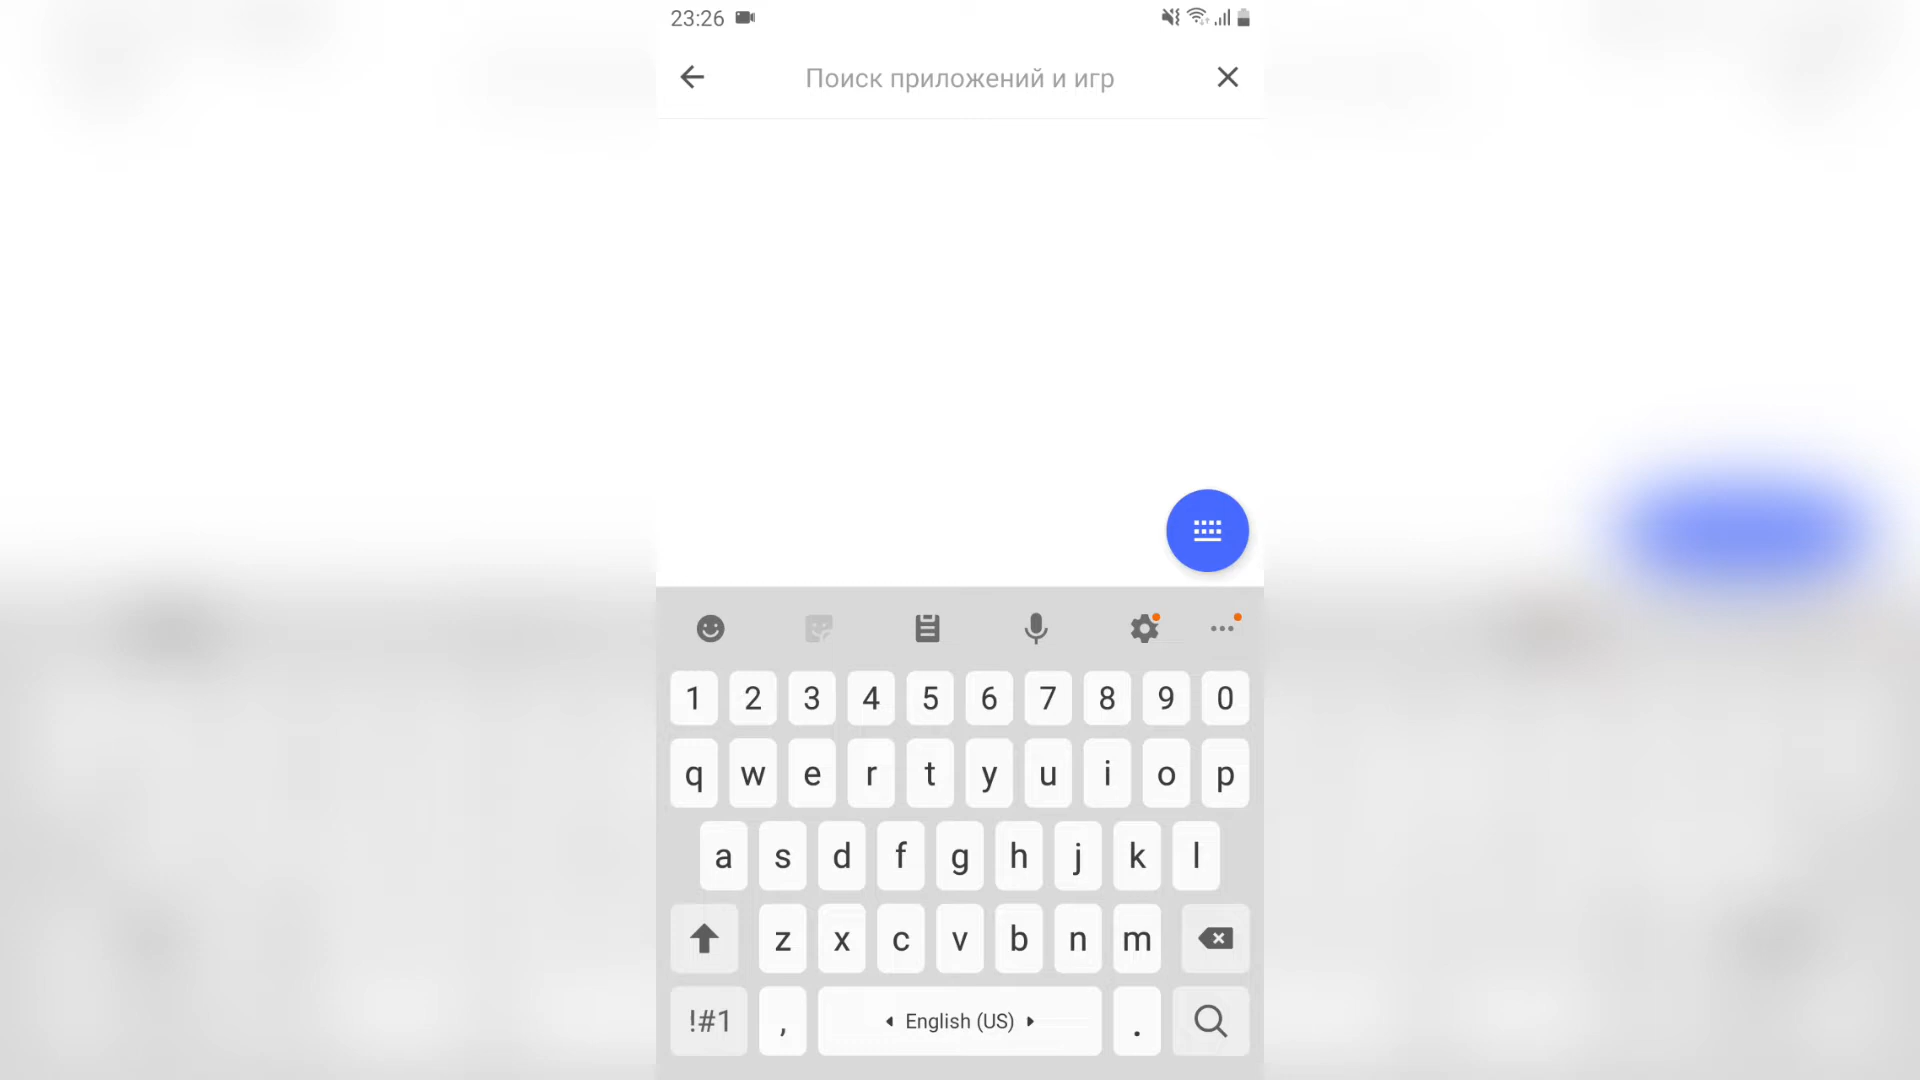 23:26
Поиск приложений и игр
1 2 3 4 5 6 7 8 9 0
q w e r t y u i o p
a s d f g h j k l
z x c v b n m
!#1 , English (US) .